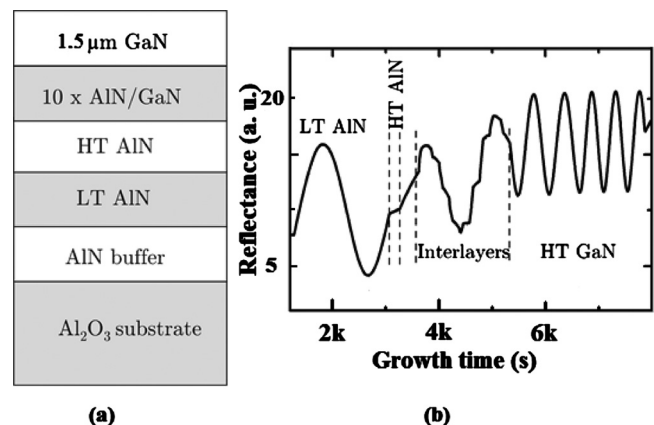 1.5 μm GaN
10 x AlN/GaN
HT AlN
LT AlN
AlN buffer
Al₂O₃ substrate
(a)
Reflectance (a. u.)
20
5
LT AlN
HT AlN
Interlayers
HT GaN
2k
4k
6k
Growth time (s)
(b)